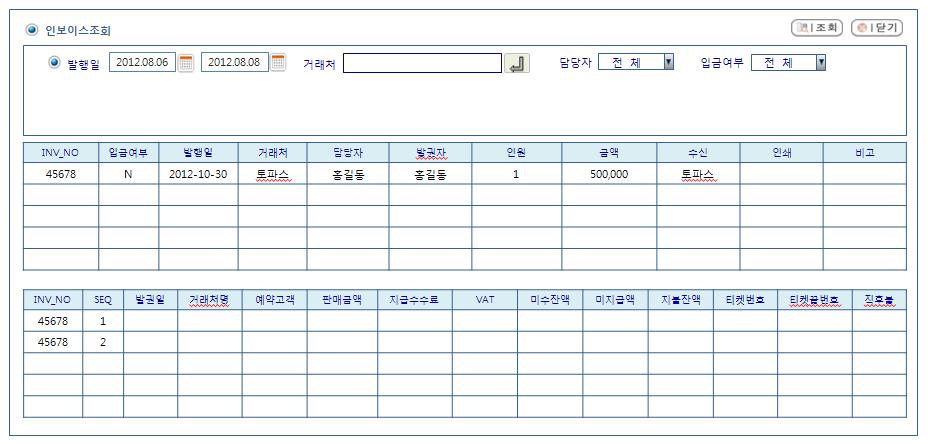 인보이스조회 조회 닫기
발행일 2012.08.06 2012.08.08 거래처 담당자 전 체 입금여부 전 체
INV_NO 입금여부 발행일 거래처 담당자 발권자 인원 금액 수신 인쇄 비고
45678 N 2012-10-30 토파스 홍길동 홍길동 1 500,000 토파스
INV_NO SEQ 발권일 거래처명 예약고객 판매금액 지급수수료 VAT 미수잔액 미지급액 지불잔액 티켓번호 티켓끝번호 진후불
45678 1
45678 2